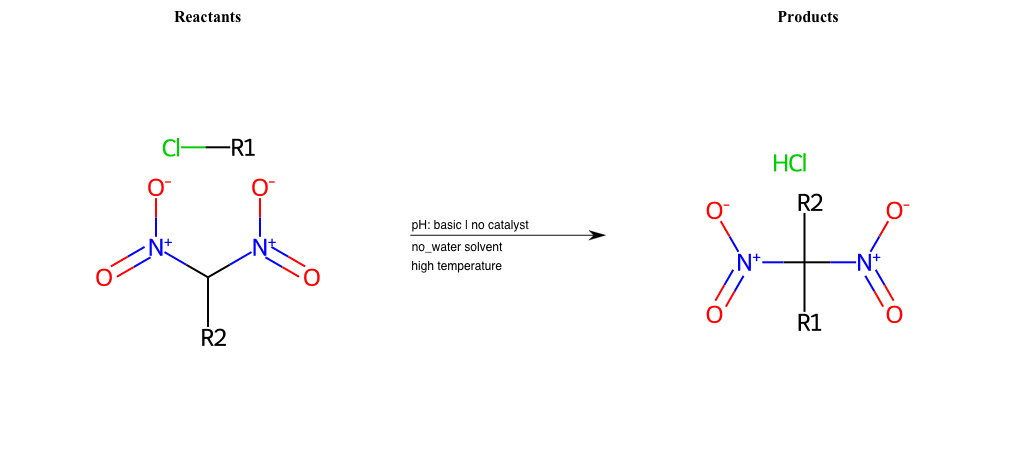 Reactants
Products
Cl R1
O- O-
N+ N+
O O
R2
pH: basic | no catalyst
no_water solvent
high temperature
HCl
R2
O- O-
N+ N+
O O
R1